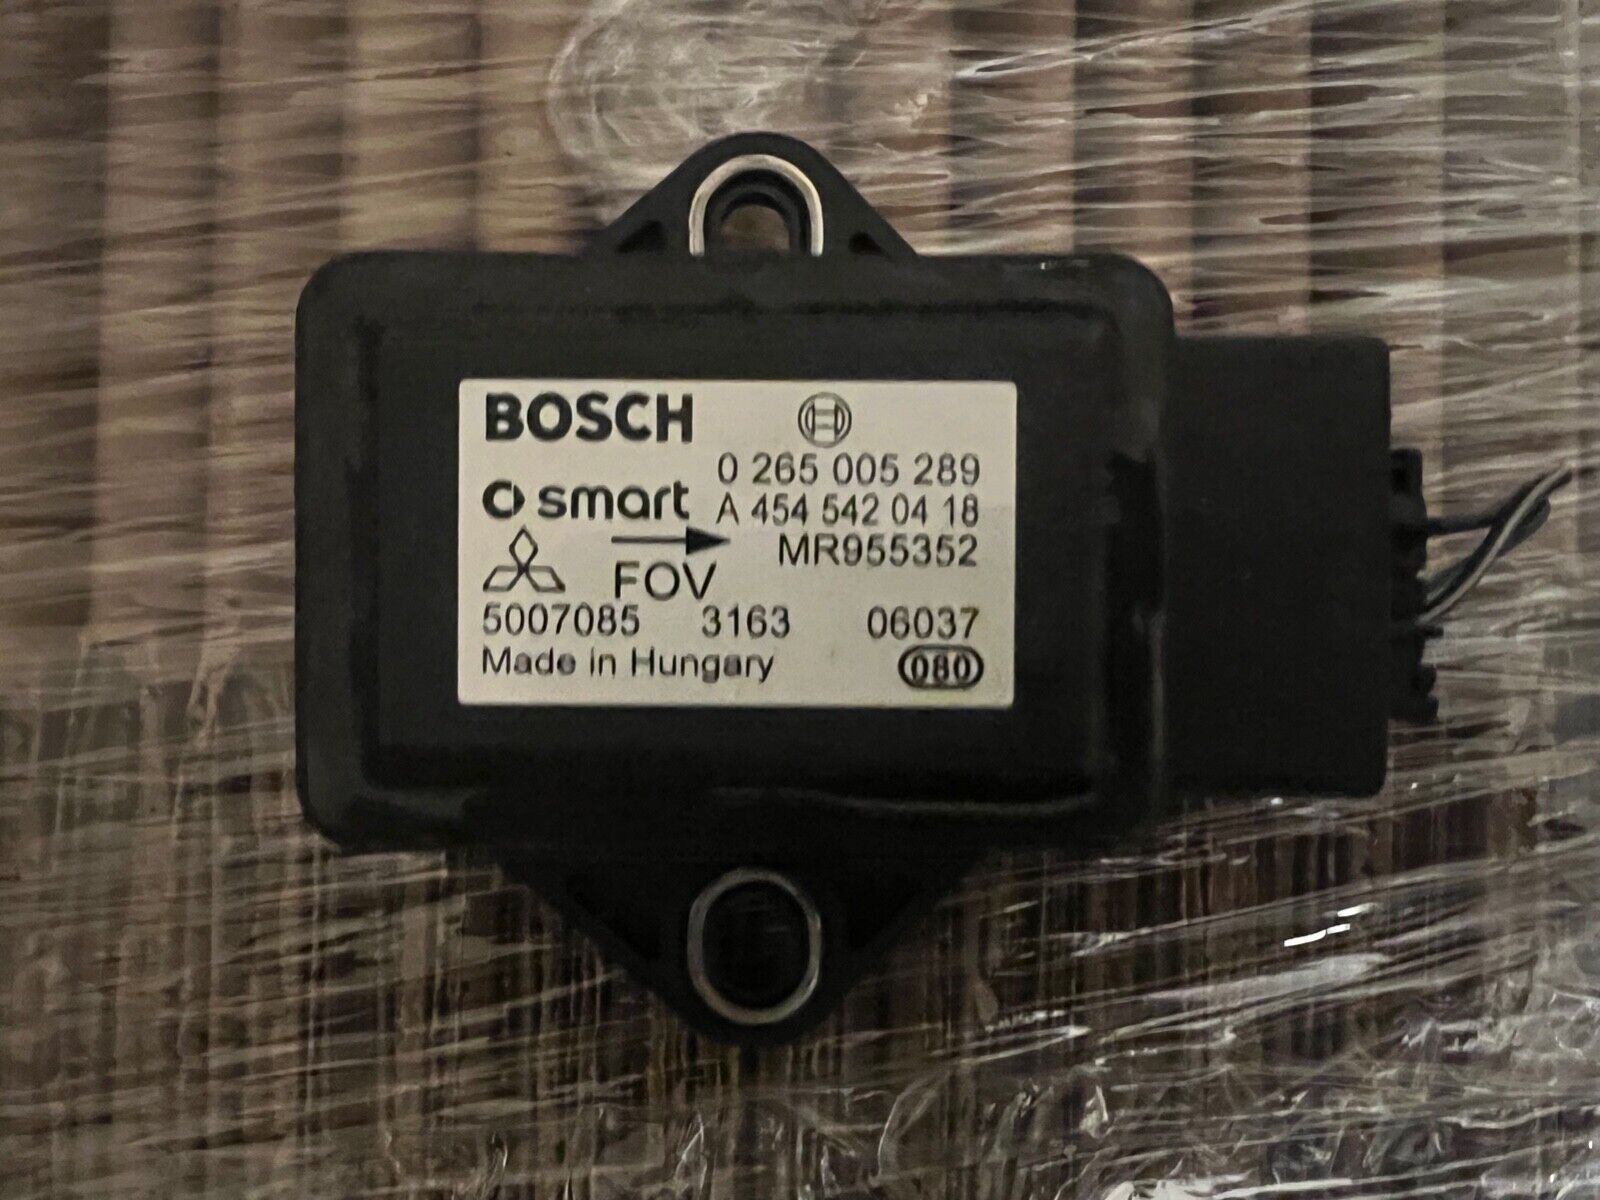 BOSCH
0 265 005 289
smart A 454 542 04 18
MR955352
FOV
5007085 3163 06037
Made in Hungary 080